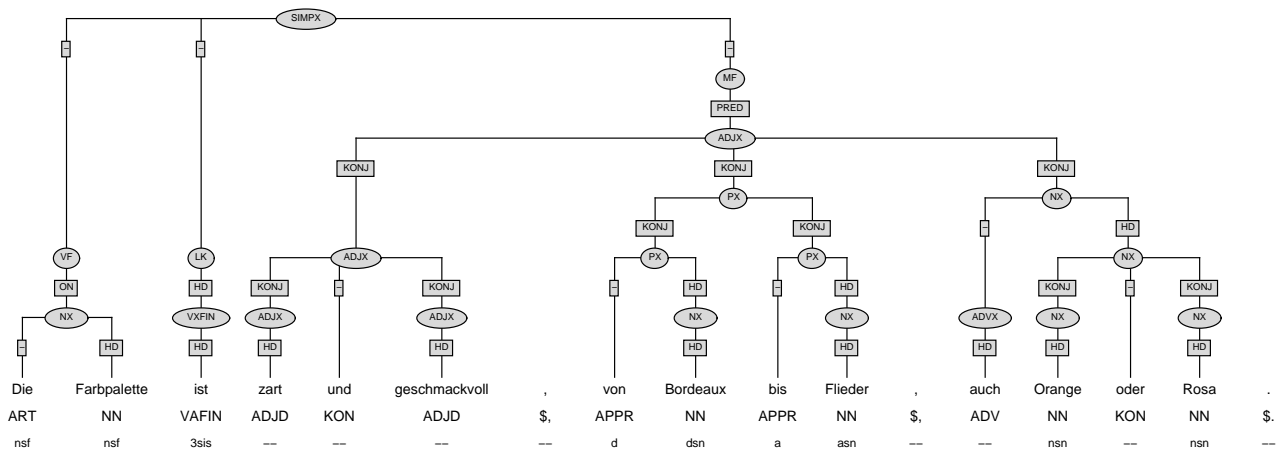 SIMPX
– – –
MF
PRED
ADJX
KONJ KONJ KONJ
PX NX
KONJ KONJ – HD
VF LK ADJX PX PX NX
ON HD KONJ – KONJ – HD – HD KONJ – KONJ
NX VXFIN ADJX ADJX NX NX ADVX NX NX
– HD HD HD HD HD HD HD HD HD
Die Farbpalette ist zart und geschmackvoll , von Bordeaux bis Flieder , auch Orange oder Rosa .
ART NN VAFIN ADJD KON ADJD $, APPR NN APPR NN $, ADV NN KON NN $.
nsf nsf 3sis –– –– –– –– d dsn a asn –– –– nsn –– nsn ––